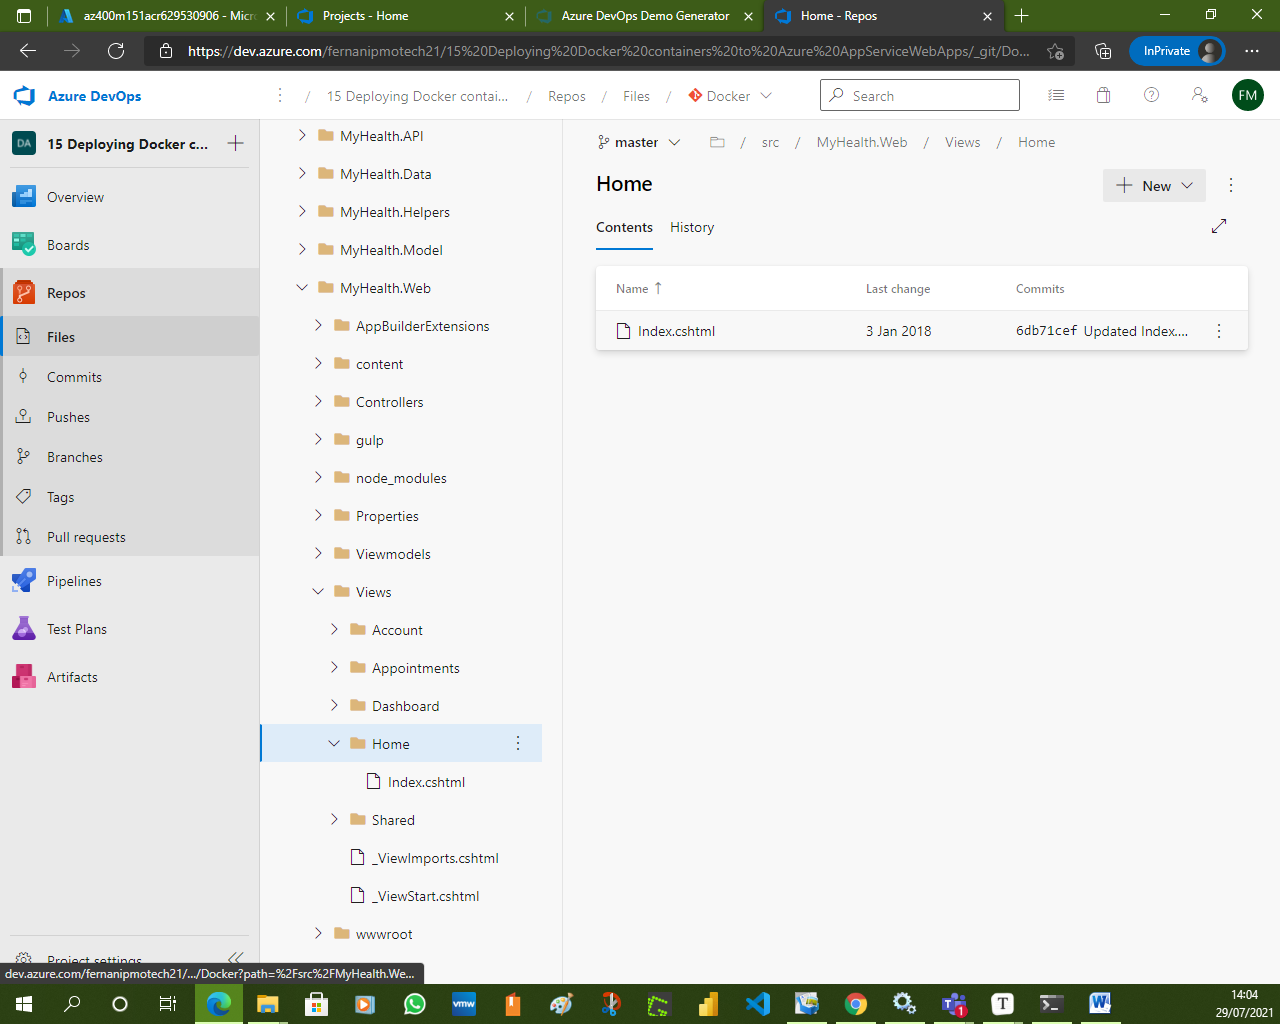 az400m151acr629530906 - Micr
Projects - Home
Azure DevOps Demo Generator
Home - Repos
https://dev.azure.com/fernanipmotech21/15%20Deploying%20Docker%20containers%20to%20Azure%20AppServiceWebApps/_git/Do...
InPrivate
Azure DevOps
/ 15 Deploying Docker contai... / Repos / Files / Docker
Search
FM
DA 15 Deploying Docker c...
Overview
Boards
Repos
Files
Commits
Pushes
Branches
Tags
Pull requests
Pipelines
Test Plans
Artifacts
Project settings
MyHealth.API
MyHealth.Data
MyHealth.Helpers
MyHealth.Model
MyHealth.Web
AppBuilderExtensions
content
Controllers
gulp
node_modules
Properties
Viewmodels
Views
Account
Appointments
Dashboard
Home
Index.cshtml
Shared
_ViewImports.cshtml
_ViewStart.cshtml
wwwroot
master / src / MyHealth.Web / Views / Home
Home
New
Contents History
Name Last change Commits
Index.cshtml 3 Jan 2018 6db71cef Updated Index....
dev.azure.com/fernanipmotech21/.../Docker?path=%2Fsrc%2FMyHealth.We...
vmw
1
T
W
14:04
29/07/2021